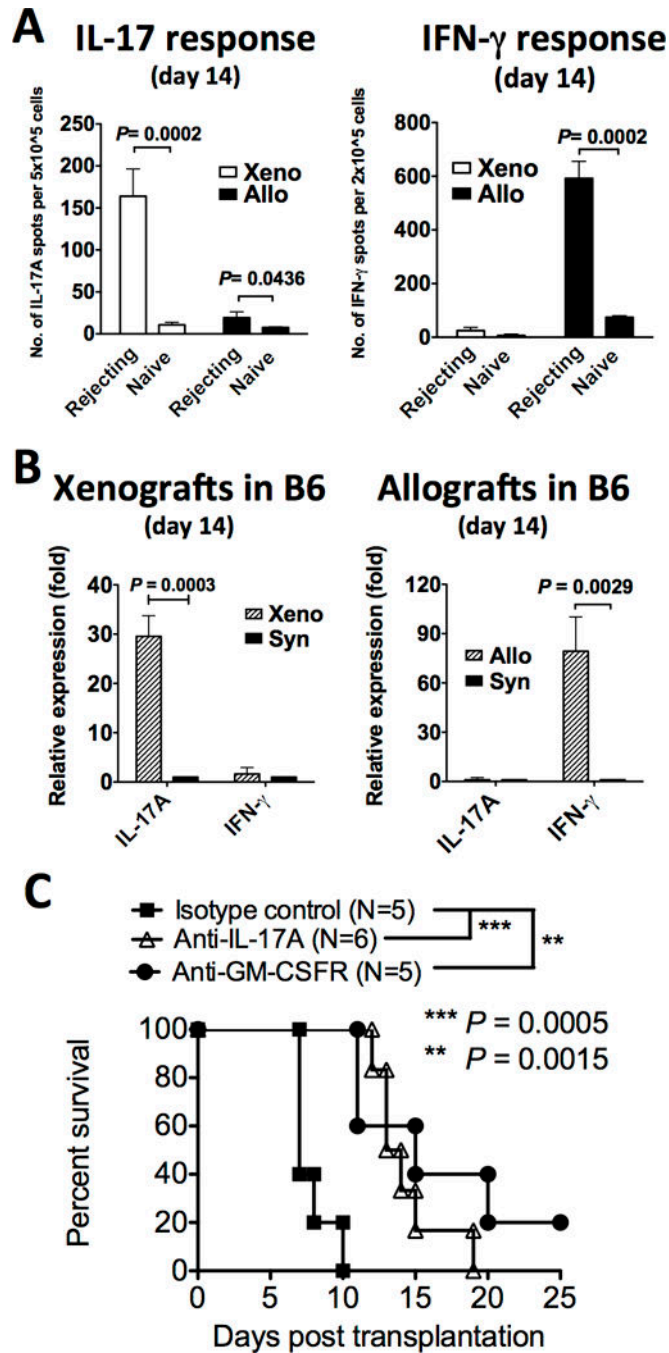 A
IL-17 response
(day 14)
No. of IL-17A spots per 5x10^5 cells
250
200
150
100
50
0
P= 0.0002
Xeno
Allo
P= 0.0436
Rejecting
Naive
Rejecting
Naive
IFN-γ response
(day 14)
No. of IFN-γ spots per 2x10^5 cells
800
600
400
200
0
P= 0.0002
Xeno
Allo
Rejecting
Naive
Rejecting
Naive
B
Xenografts in B6
(day 14)
Relative expression (fold)
40
30
20
10
0
P = 0.0003
Xeno
Syn
IL-17A
IFN-γ
Allografts in B6
(day 14)
Relative expression (fold)
120
90
60
30
0
P = 0.0029
Allo
Syn
IL-17A
IFN-γ
C
Isotype control (N=5)
Anti-IL-17A (N=6)
Anti-GM-CSFR (N=5)
***
**
*** P = 0.0005
** P = 0.0015
Percent survival
100
80
60
40
20
0
0 5 10 15 20 25
Days post transplantation